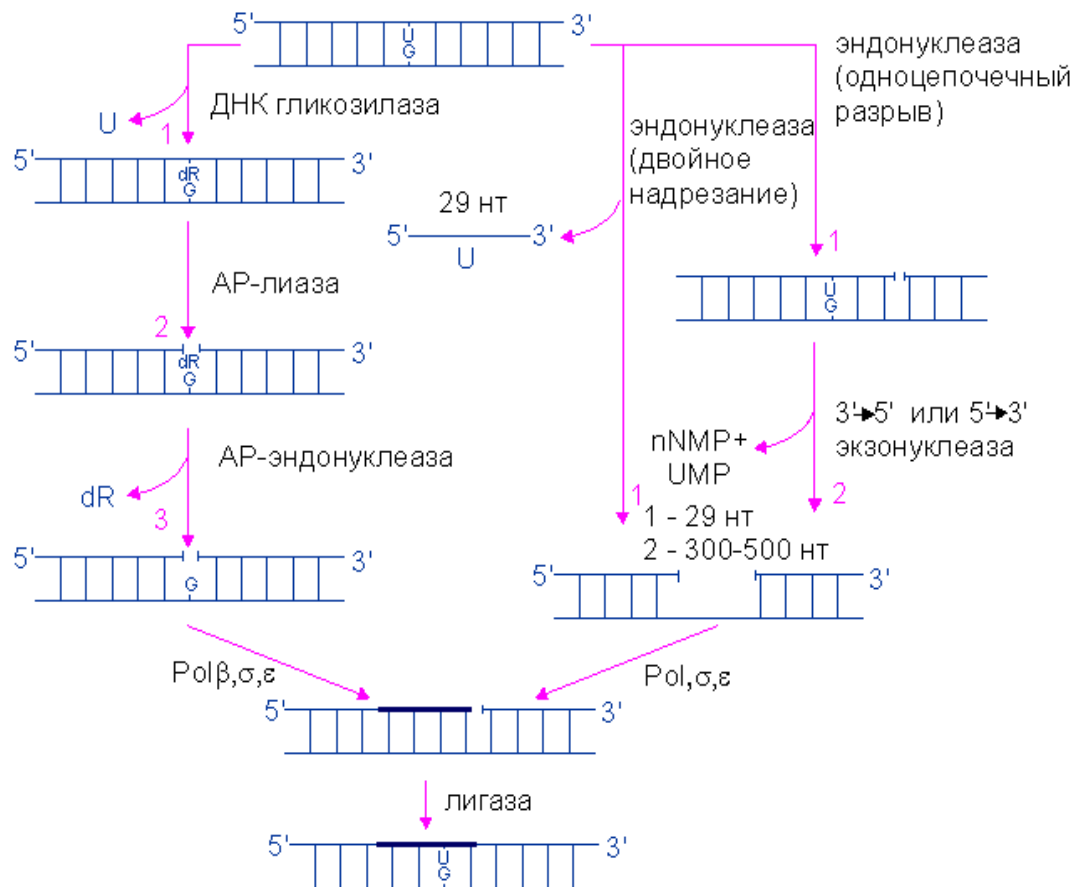 5' U 3'
G
эндонуклеаза
(одноцепочечный
разрыв)
ДНК гликозилаза
U
1
эндонуклеаза
(двойное
надрезание)
5' dR 3'
G
29 нт
5' 3'
U
1
АР-лиаза
2
U
G
5' dR 3'
G
3'→5' или 5'→3'
экзонуклеаза
nNMP+
UMP
АР-эндонуклеаза
dR
3
1
2
1 - 29 нт
2 - 300-500 нт
5' 3'
G
5' 3'
Polβ,σ,ε
Pol,σ,ε
5' 3'
лигаза
5' U 3'
G